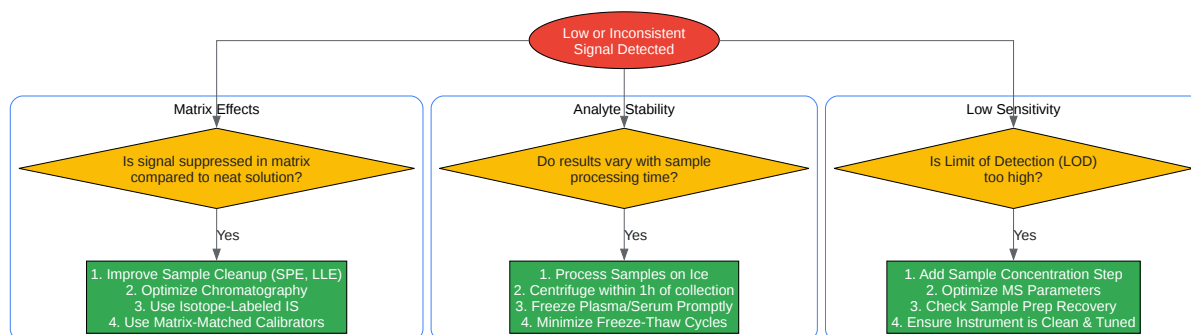 Low or Inconsistent
Signal Detected
Matrix Effects
Is signal suppressed in matrix
compared to neat solution?
Yes
1. Improve Sample Cleanup (SPE, LLE)
2. Optimize Chromatography
3. Use Isotope-Labeled IS
4. Use Matrix-Matched Calibrators
Analyte Stability
Do results vary with sample
processing time?
Yes
1. Process Samples on Ice
2. Centrifuge within 1h of collection
3. Freeze Plasma/Serum Promptly
4. Minimize Freeze-Thaw Cycles
Low Sensitivity
Is Limit of Detection (LOD)
too high?
Yes
1. Add Sample Concentration Step
2. Optimize MS Parameters
3. Check Sample Prep Recovery
4. Ensure Instrument is Clean & Tuned